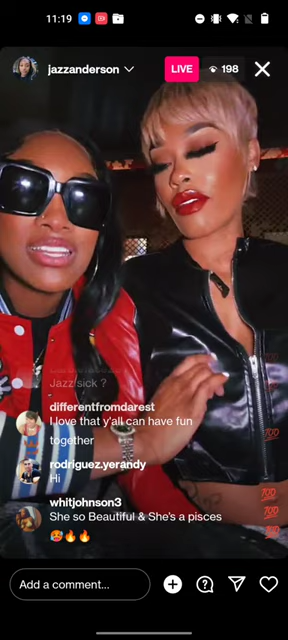 11:19
jazzanderson
LIVE
198
Jazz sick ?
differentfromdarest
I love that y'all can have fun
together
rodriguez.yerandy
Hi
whitjohnson3
She so Beautiful & She's a pisces
🥵🔥🔥
💯
💯
💯
💯
💯
Add a comment...